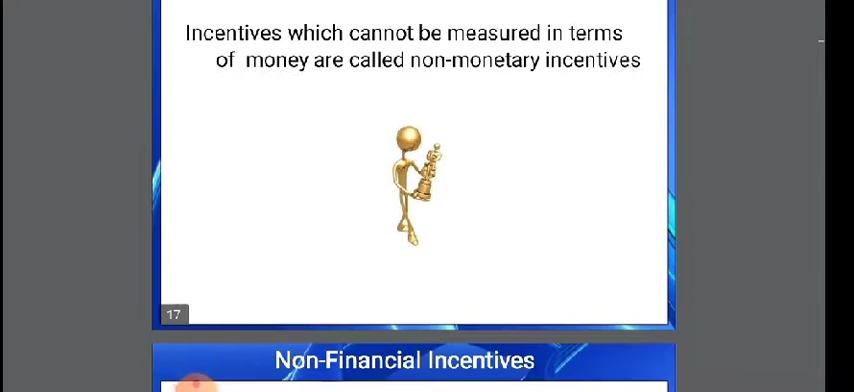 Incentives which cannot be measured in terms
of money are called non-monetary incentives
17
Non-Financial Incentives